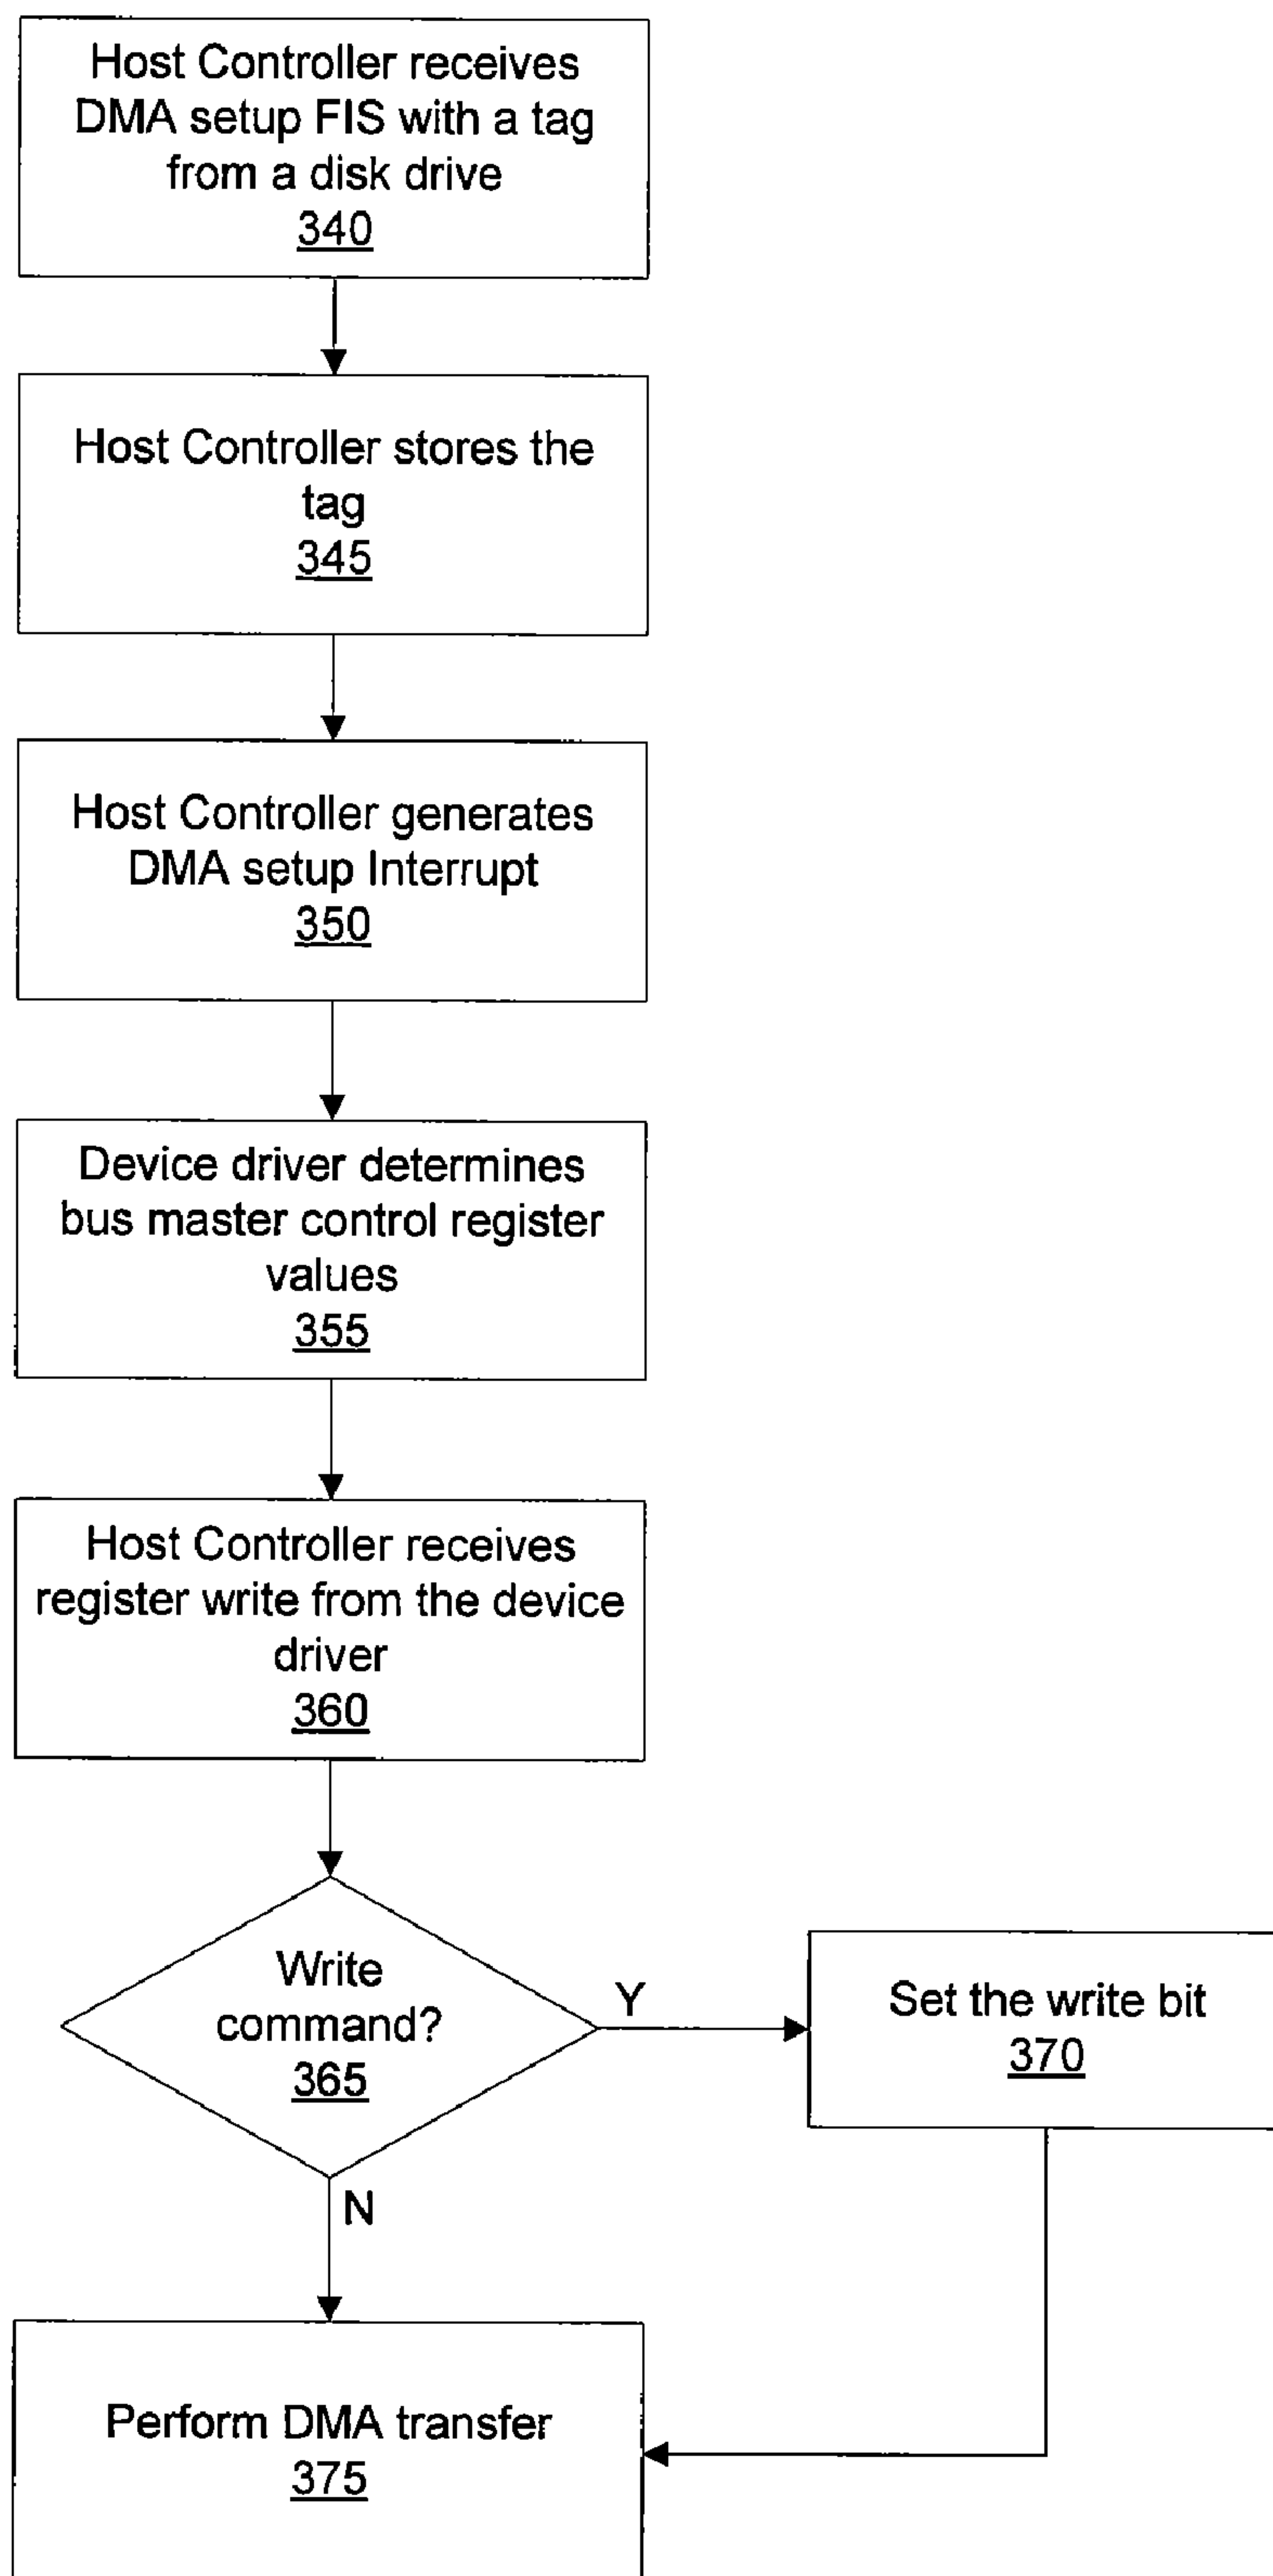 Host Controller receives
DMA setup FIS with a tag
from a disk drive
340
Host Controller stores the
tag
345
Host Controller generates
DMA setup Interrupt
350
Device driver determines
bus master control register
values
355
Host Controller receives
register write from the device
driver
360
Write
command?
365
Y
Set the write bit
370
N
Perform DMA transfer
375